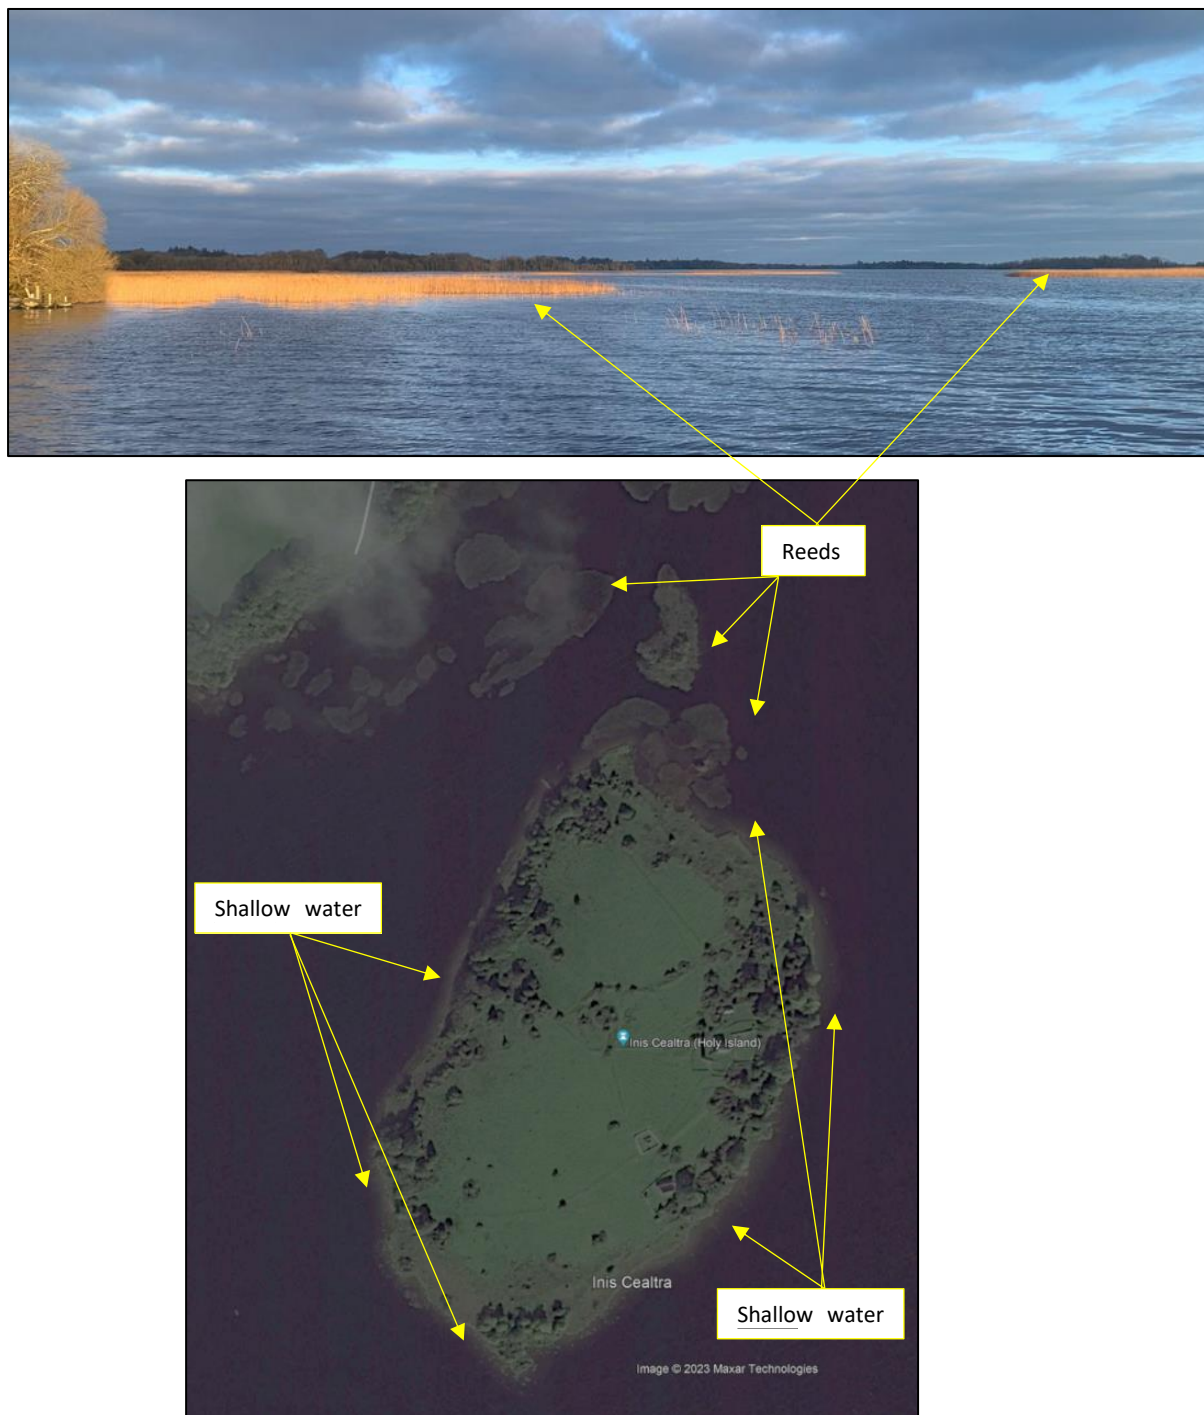 Reeds
Shallow water
Inis Cealtra (Holy Island)
Inis Cealtra
Shallow water
Image © 2023 Maxar Technologies